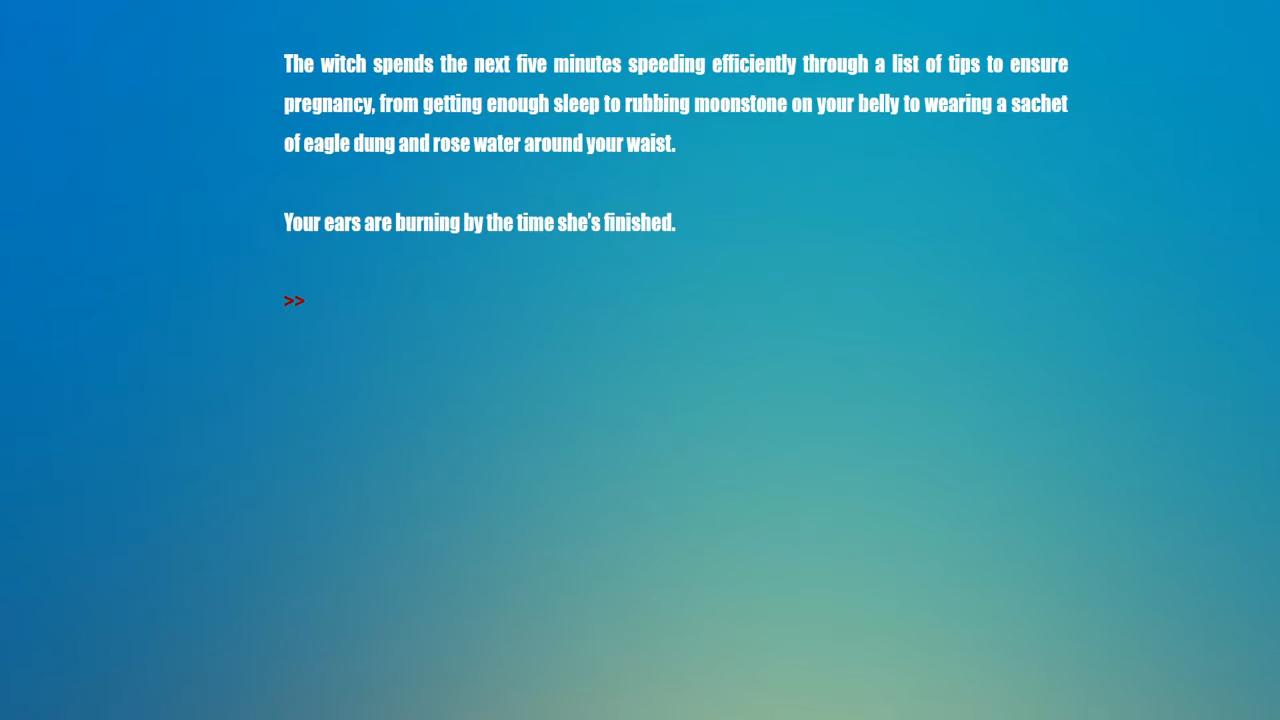 The witch spends the next five minutes speeding efficiently through a list of tips to ensure
pregnancy, from getting enough sleep to rubbing moonstone on your belly to wearing a sachet
of eagle dung and rose water around your waist.
Your ears are burning by the time she's finished.
>>